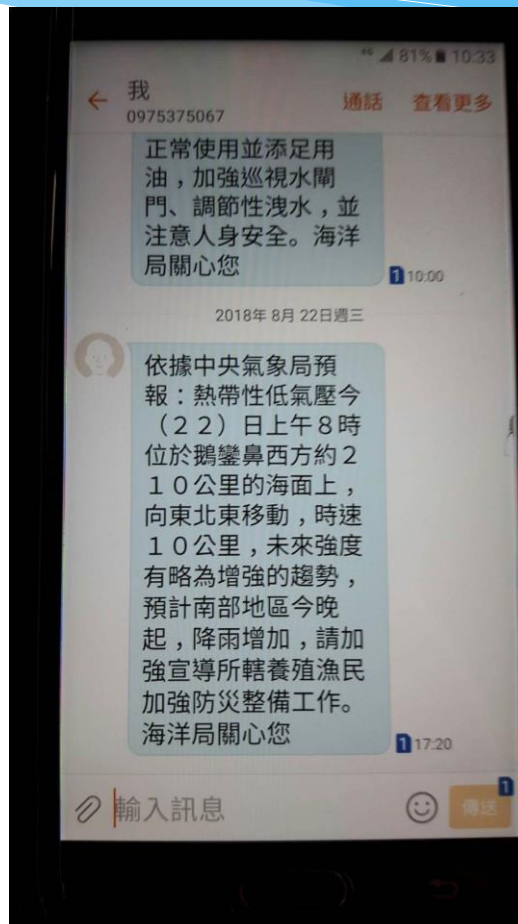 4G 81% 10:33
我
0975375067
通話 查看更多
正常使用並添足用
油，加強巡視水閘
門、調節性洩水，並
注意人身安全。海洋
局關心您
1 10:00
2018年 8月 22日週三
依據中央氣象局預
報：熱帶性低氣壓今
（２２）日上午８時
位於鵝鑾鼻西方約２
１０公里的海面上，
向東北東移動，時速
１０公里，未來強度
有略為增強的趨勢，
預計南部地區今晚
起，降雨增加，請加
強宣導所轄養殖漁民
加強防災整備工作。
海洋局關心您
1 17:20
輸入訊息
傳送 1